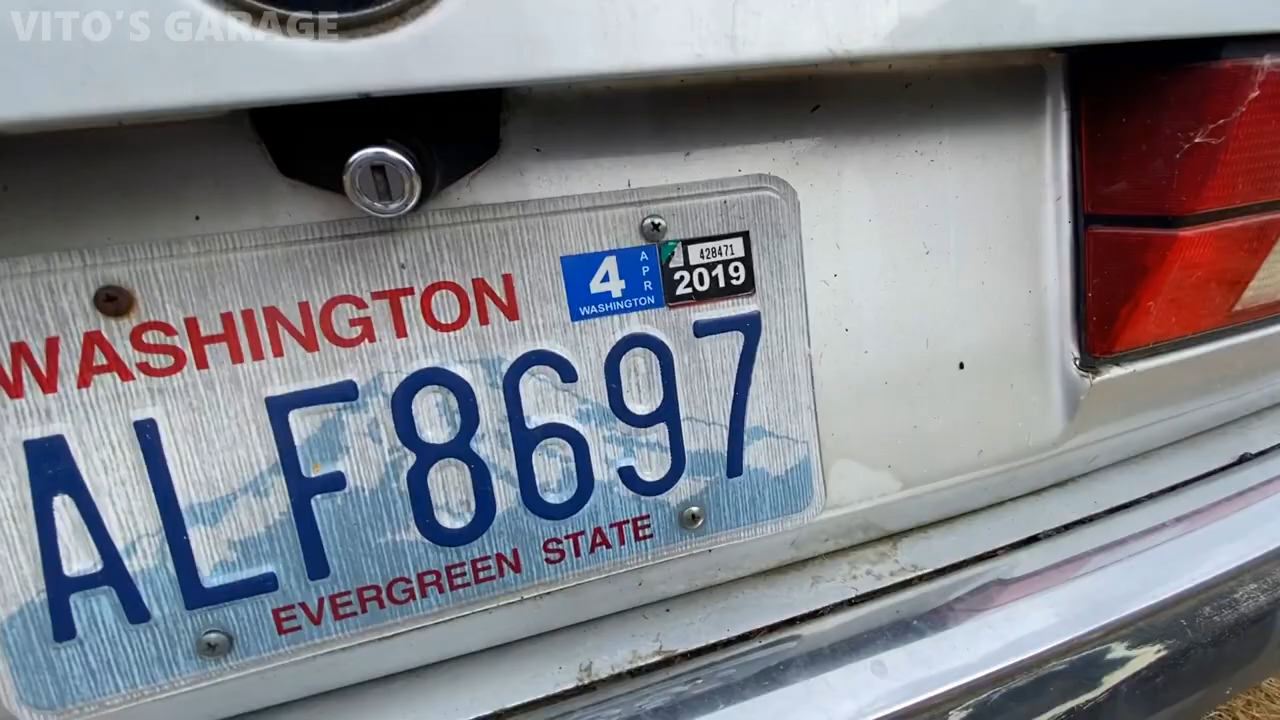 VITO'S GARAGE
WASHINGTON
4
APR
WASHINGTON
428471
2019
ALF8697
EVERGREEN STATE